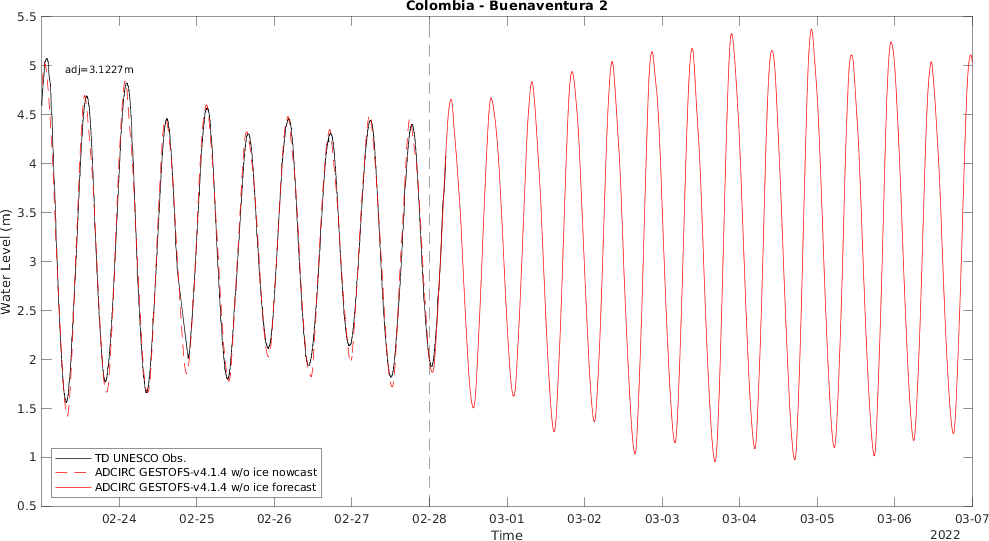 Colombia - Buenaventura 2
5.5
5
4.5
4
3.5
3
2.5
2
1.5
1
0.5
Water Level (m)
adj=3.1227m
TD UNESCO Obs.
ADCIRC GESTOFS-v4.1.4 w/o ice nowcast
ADCIRC GESTOFS-v4.1.4 w/o ice forecast
02-24 02-25 02-26 02-27 02-28 03-01 03-02 03-03 03-04 03-05 03-06 03-07
Time
2022